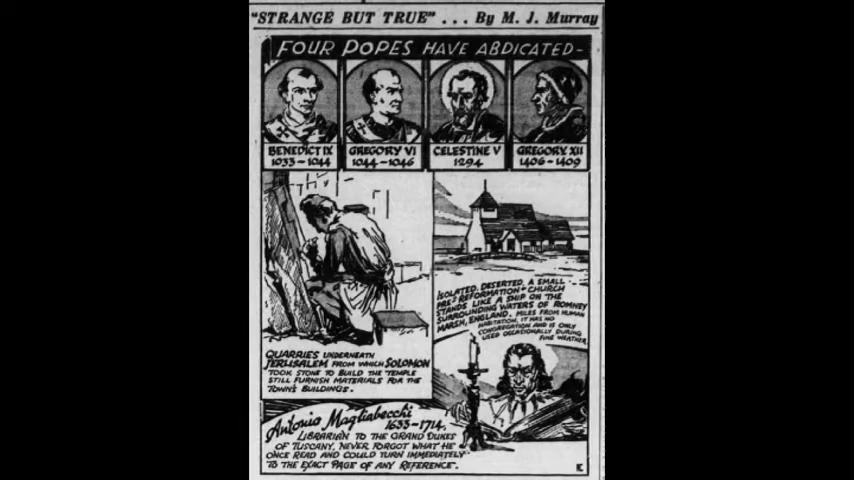 "STRANGE BUT TRUE" . . . By M. J. Murray
FOUR POPES HAVE ABDICATED-
BENEDICT IX
1033-1044
GREGORY VI
1044-1046
CELESTINE V
1294
GREGORY XII
1406-1409
ISOLATED, DESERTED, A SMALL
PRE-REFORMATION CHURCH
STANDS LIKE A SHIP ON THE
SURROUNDING WATERS OF ROMNEY
MARSH, ENGLAND. MILES FROM HUMAN
HABITATION, IT HAS NO
CONGREGATION AND IS ONLY
USED OCCASIONALLY DURING
FINE WEATHER.
QUARRIES UNDERNEATH
JERUSALEM FROM WHICH SOLOMON
TOOK STONE TO BUILD THE TEMPLE
STILL FURNISH MATERIALS FOR THE
TOWN'S BUILDINGS.
Antonio Magliabecchi
1633-1714,
LIBRARIAN TO THE GRAND DUKES
OF TUSCANY, NEVER FORGOT WHAT HE
ONCE READ AND COULD TURN IMMEDIATELY
TO THE EXACT PAGE OF ANY REFERENCE.